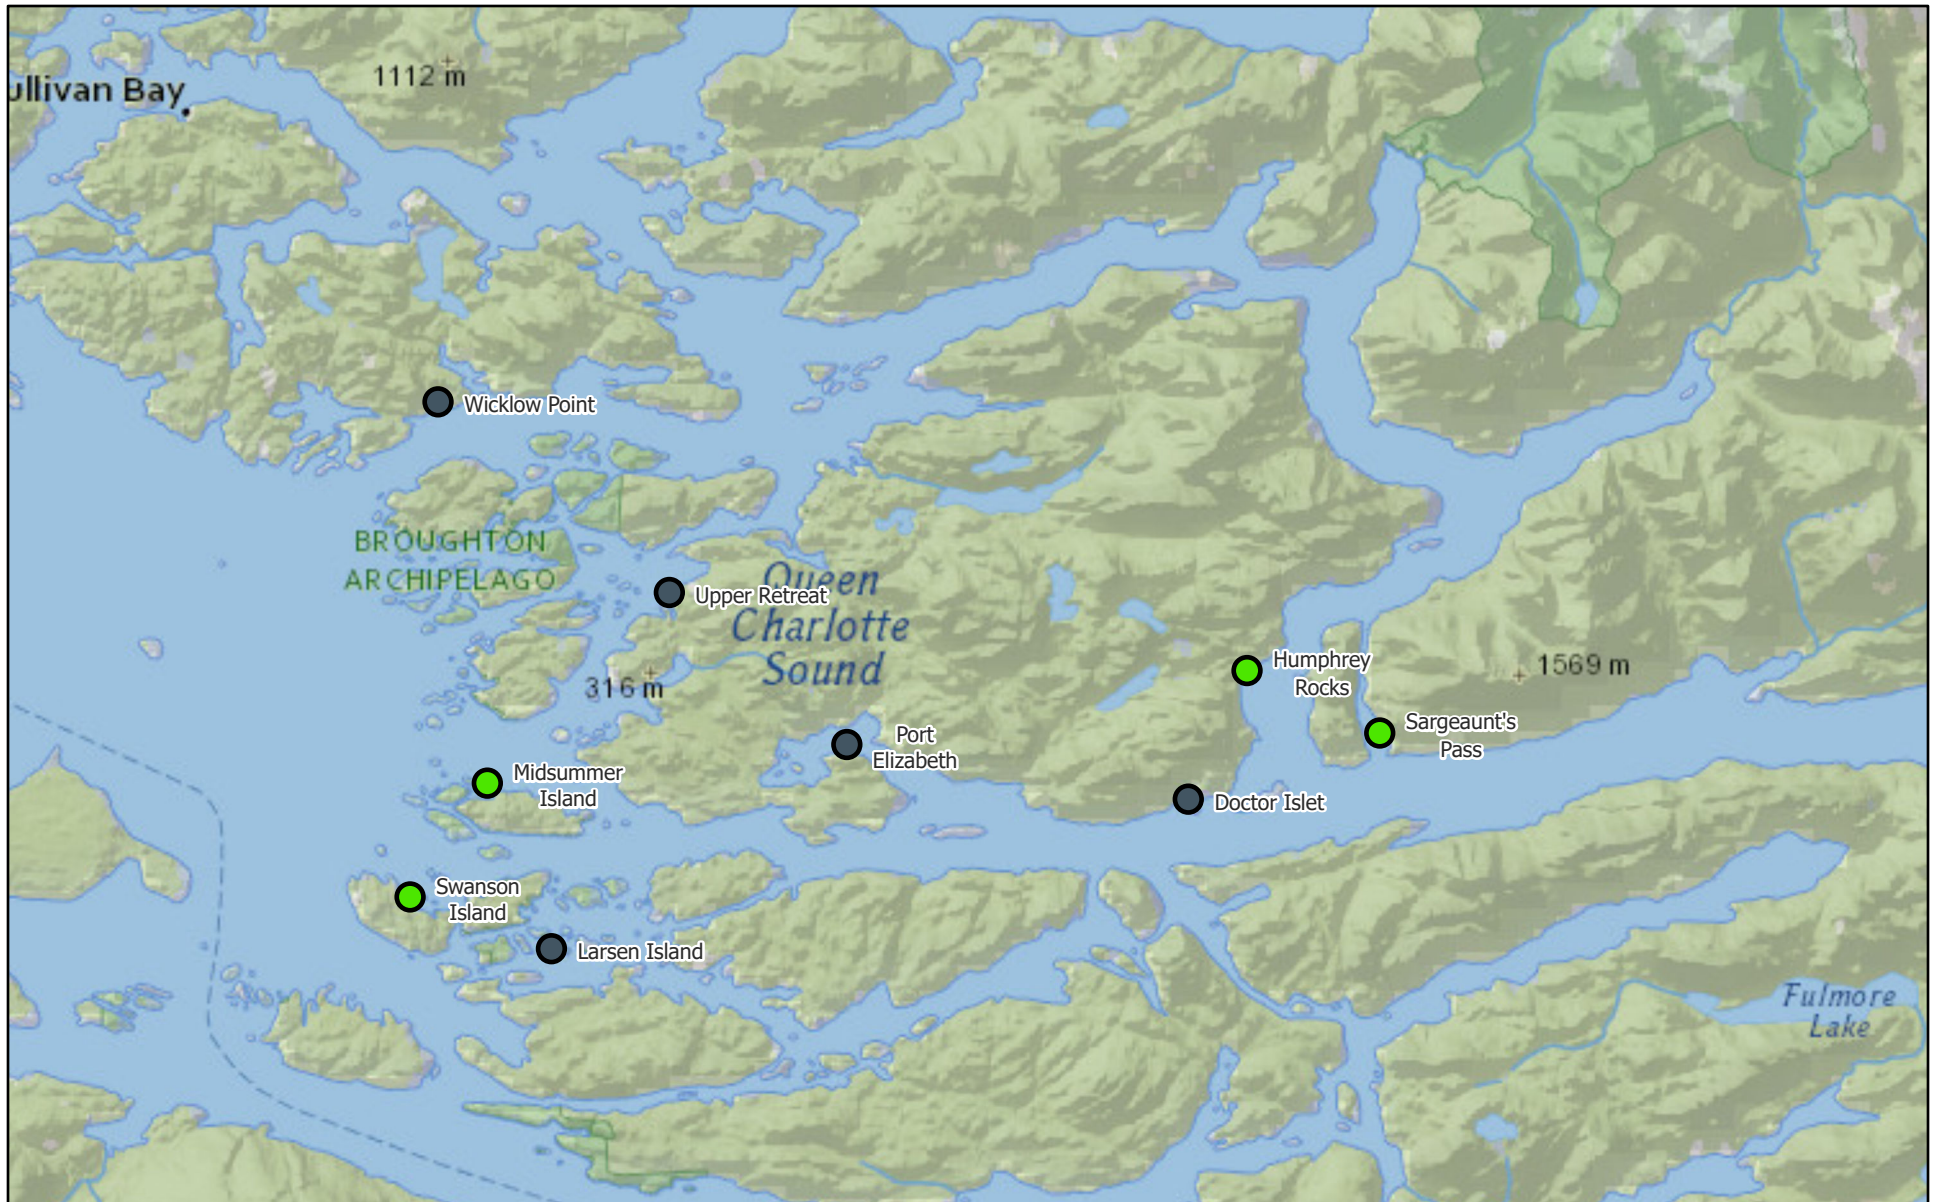 1112 m
ullivan Bay
Wicklow Point
BROUGHTON
ARCHIPELAGO
Queen
Charlotte
Sound
Upper Retreat
316 m
Humphrey
Rocks
1569 m
Sargeaunt's
Pass
Port
Elizabeth
Midsummer
Island
Doctor Islet
Swanson
Island
Larsen Island
Fulmore
Lake